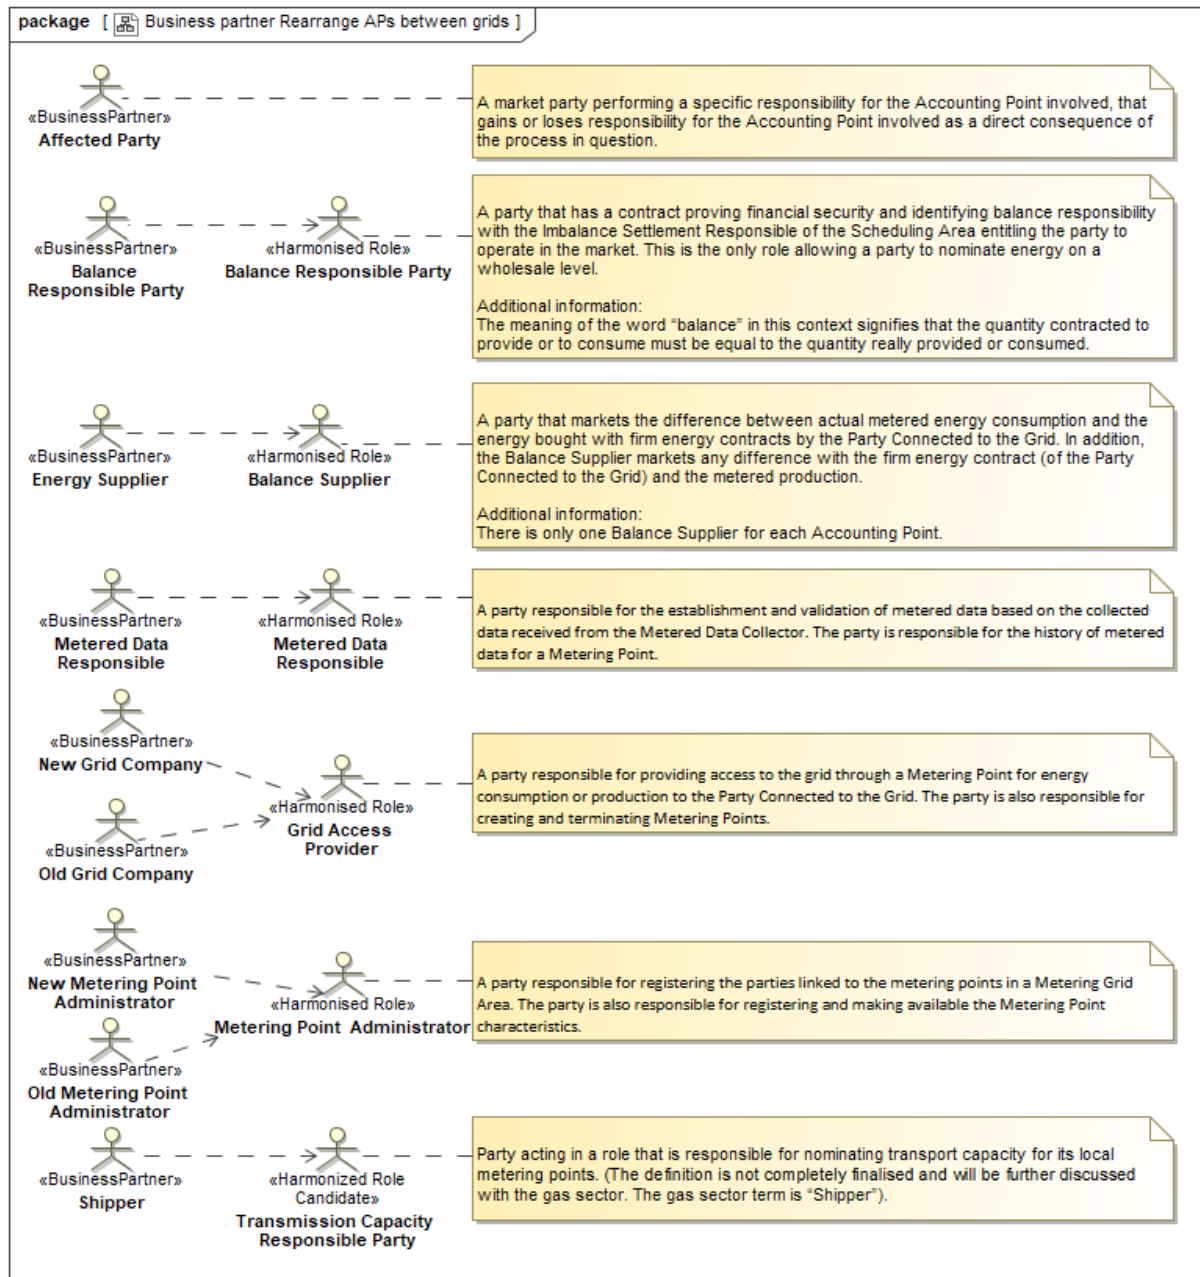 package [ Business partner Rearrange APs between grids ]
«BusinessPartner»
Affected Party
A market party performing a specific responsibility for the Accounting Point involved, that
gains or loses responsibility for the Accounting Point involved as a direct consequence of
the process in question.
«BusinessPartner»
Balance
Responsible Party
«Harmonised Role»
Balance Responsible Party
A party that has a contract proving financial security and identifying balance responsibility
with the Imbalance Settlement Responsible of the Scheduling Area entitling the party to
operate in the market. This is the only role allowing a party to nominate energy on a
wholesale level.
Additional information:
The meaning of the word “balance” in this context signifies that the quantity contracted to
provide or to consume must be equal to the quantity really provided or consumed.
«BusinessPartner»
Energy Supplier
«Harmonised Role»
Balance Supplier
A party that markets the difference between actual metered energy consumption and the
energy bought with firm energy contracts by the Party Connected to the Grid. In addition,
the Balance Supplier markets any difference with the firm energy contract (of the Party
Connected to the Grid) and the metered production.
Additional information:
There is only one Balance Supplier for each Accounting Point.
«BusinessPartner»
Metered Data
Responsible
«Harmonised Role»
Metered Data
Responsible
A party responsible for the establishment and validation of metered data based on the collected
data received from the Metered Data Collector. The party is responsible for the history of metered
data for a Metering Point.
«BusinessPartner»
New Grid Company
«BusinessPartner»
Old Grid Company
«Harmonised Role»
Grid Access
Provider
A party responsible for providing access to the grid through a Metering Point for energy
consumption or production to the Party Connected to the Grid. The party is also responsible for
creating and terminating Metering Points.
«BusinessPartner»
New Metering Point
Administrator
«BusinessPartner»
Old Metering Point
Administrator
«Harmonised Role»
Metering Point Administrator
A party responsible for registering the parties linked to the metering points in a Metering Grid
Area. The party is also responsible for registering and making available the Metering Point
characteristics.
«BusinessPartner»
Shipper
«Harmonized Role
Candidate»
Transmission Capacity
Responsible Party
Party acting in a role that is responsible for nominating transport capacity for its local
metering points. (The definition is not completely finalised and will be further discussed
with the gas sector. The gas sector term is “Shipper”).